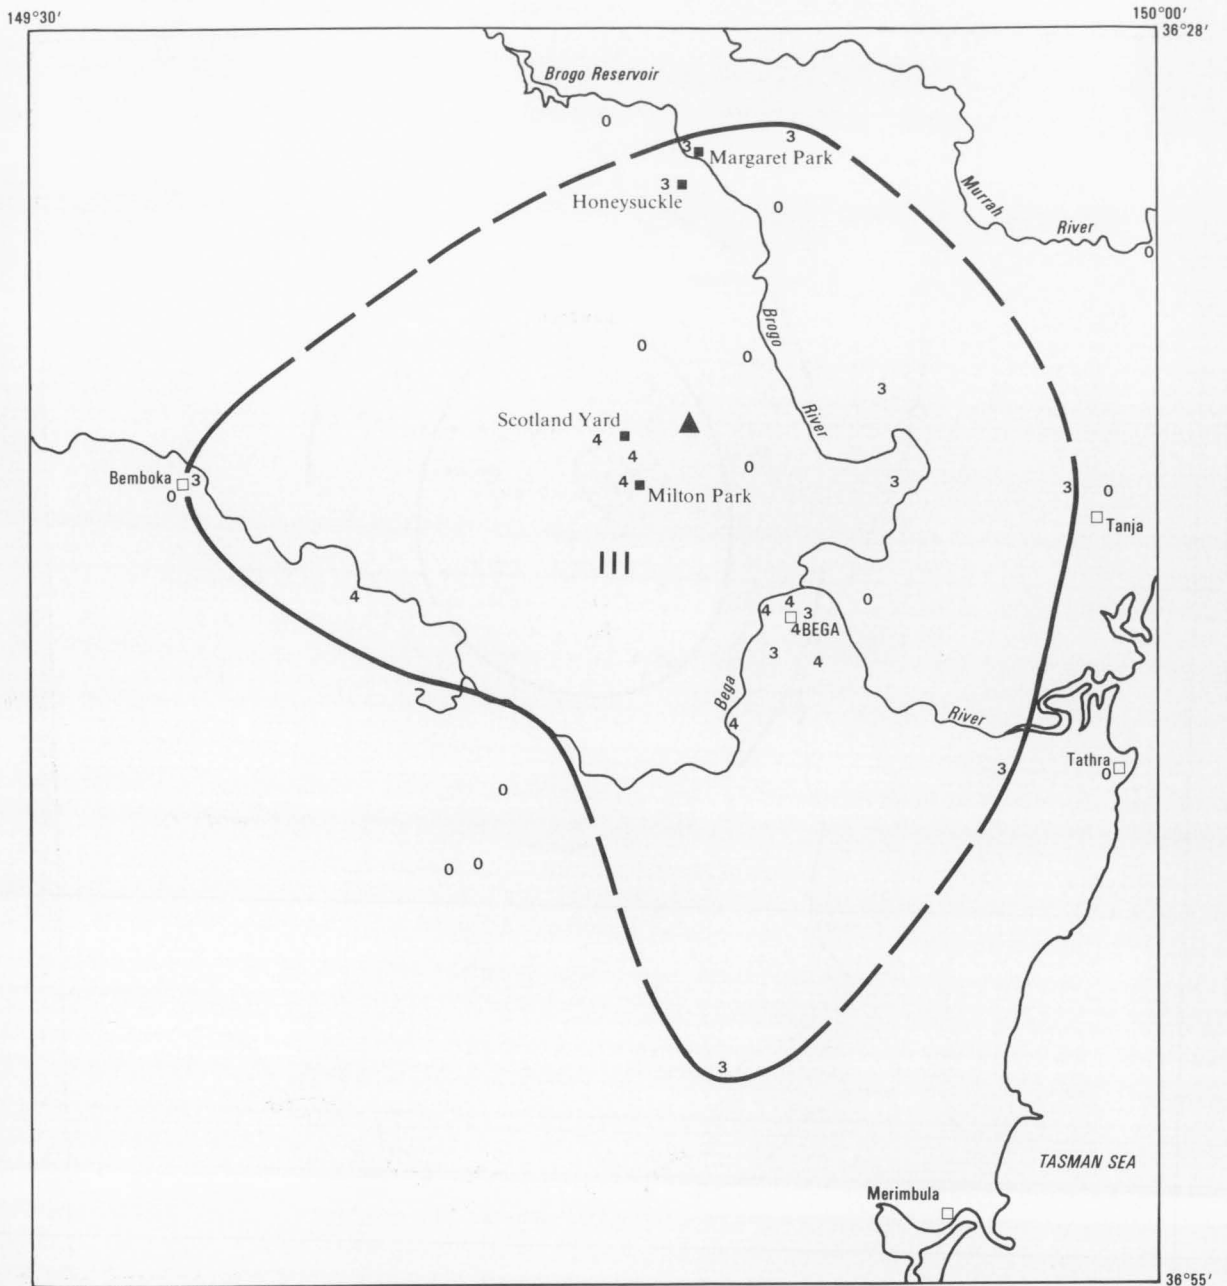 149°30'
150°00'
36°28'
Brogo Reservoir
0
3
3
Margaret Park
3
Honeysuckle
0
Murrah
River
0
Brogo
River
0
0
3
Scotland Yard
4
4
0
4
Milton Park
3
Bemboka
3
0
3
0
Tanja
III
4
4
4
3
0
4 BEGA
3
4
Bega
4
River
3
Tathra
0
0
0
0
3
TASMAN SEA
Merimbula
36°55'